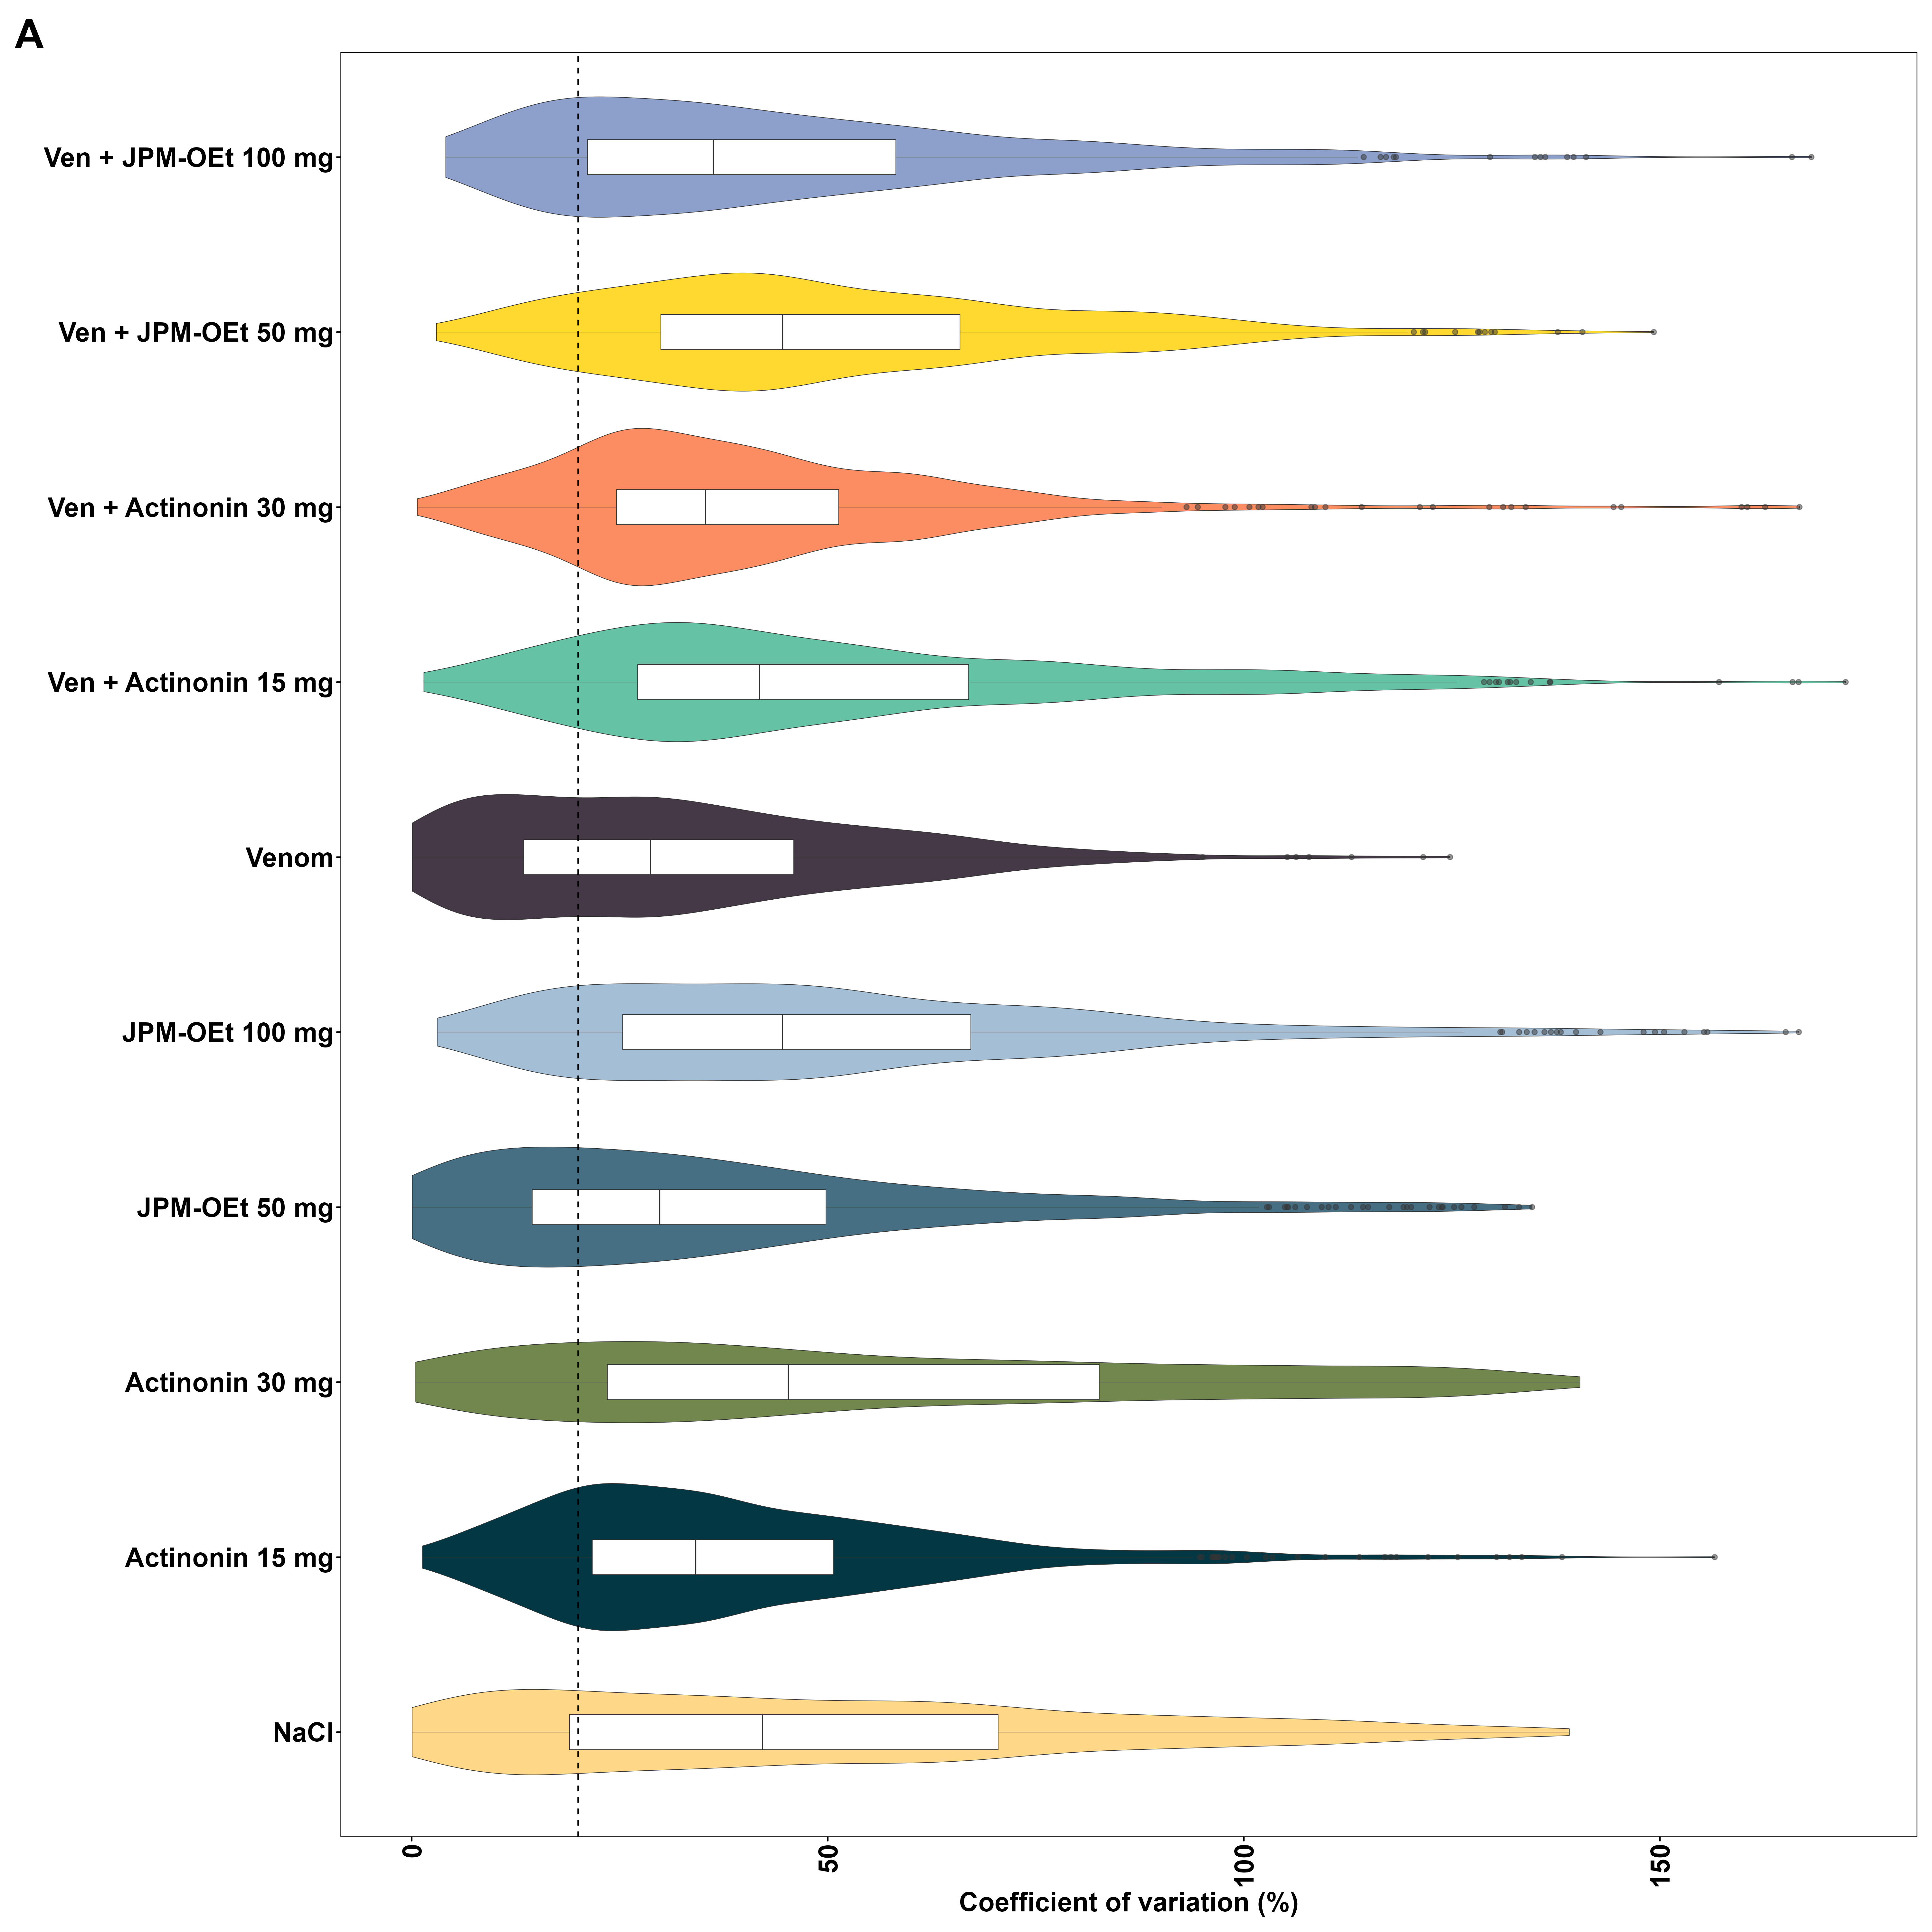 A
Ven + JPM-OEt 100 mg
Ven + JPM-OEt 50 mg
Ven + Actinonin 30 mg
Ven + Actinonin 15 mg
Venom
JPM-OEt 100 mg
JPM-OEt 50 mg
Actinonin 30 mg
Actinonin 15 mg
NaCl
0 50 100 150
Coefficient of variation (%)